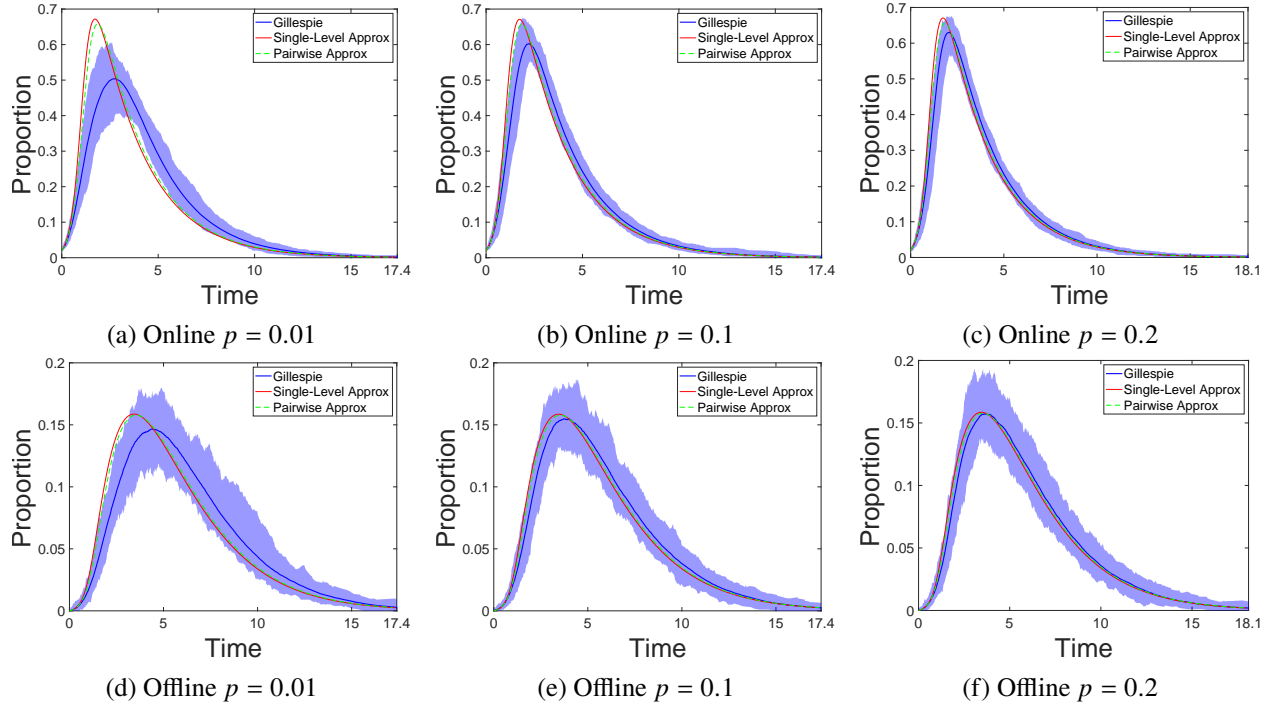 0.7
0.6
0.5
0.4
0.3
0.2
0.1
0
Proportion
Gillespie
Single-Level Approx
Pairwise Approx
0 5 10 15 17.4
Time
(a) Online p = 0.01
0.7
0.6
0.5
0.4
0.3
0.2
0.1
0
Proportion
Gillespie
Single-Level Approx
Pairwise Approx
0 5 10 15 17.4
Time
(b) Online p = 0.1
0.7
0.6
0.5
0.4
0.3
0.2
0.1
0
Proportion
Gillespie
Single-Level Approx
Pairwise Approx
0 5 10 15 18.1
Time
(c) Online p = 0.2
0.2
0.15
0.1
0.05
0
Proportion
Gillespie
Single-Level Approx
Pairwise Approx
0 5 10 15 17.4
Time
(d) Offline p = 0.01
0.2
0.15
0.1
0.05
0
Proportion
Gillespie
Single-Level Approx
Pairwise Approx
0 5 10 15 17.4
Time
(e) Offline p = 0.1
0.2
0.15
0.1
0.05
0
Proportion
Gillespie
Single-Level Approx
Pairwise Approx
0 5 10 15 18.1
Time
(f) Offline p = 0.2